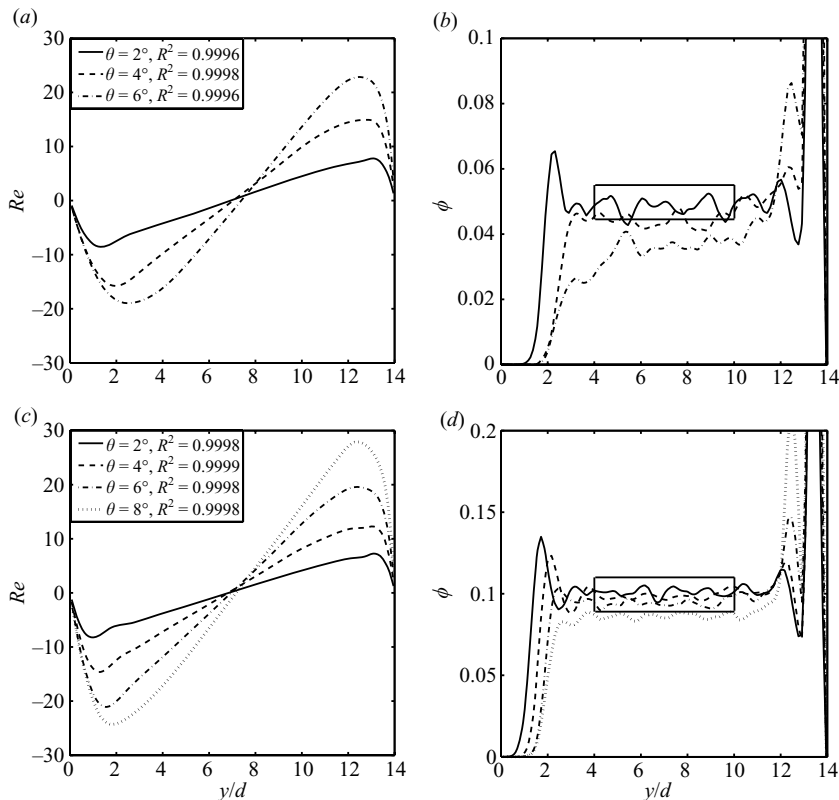 (a)
30
20
10
0
–10
–20
–30
Re
θ = 2°, R² = 0.9996
θ = 4°, R² = 0.9998
θ = 6°, R² = 0.9996
0 2 4 6 8 10 12 14
(b)
0.1
0.08
0.06
0.04
0.02
0
ϕ
0 2 4 6 8 10 12 14
(c)
30
20
10
0
–10
–20
–30
Re
θ = 2°, R² = 0.9998
θ = 4°, R² = 0.9999
θ = 6°, R² = 0.9998
θ = 8°, R² = 0.9998
0 2 4 6 8 10 12 14
y/d
(d)
0.2
0.15
0.1
0.05
0
ϕ
0 2 4 6 8 10 12 14
y/d